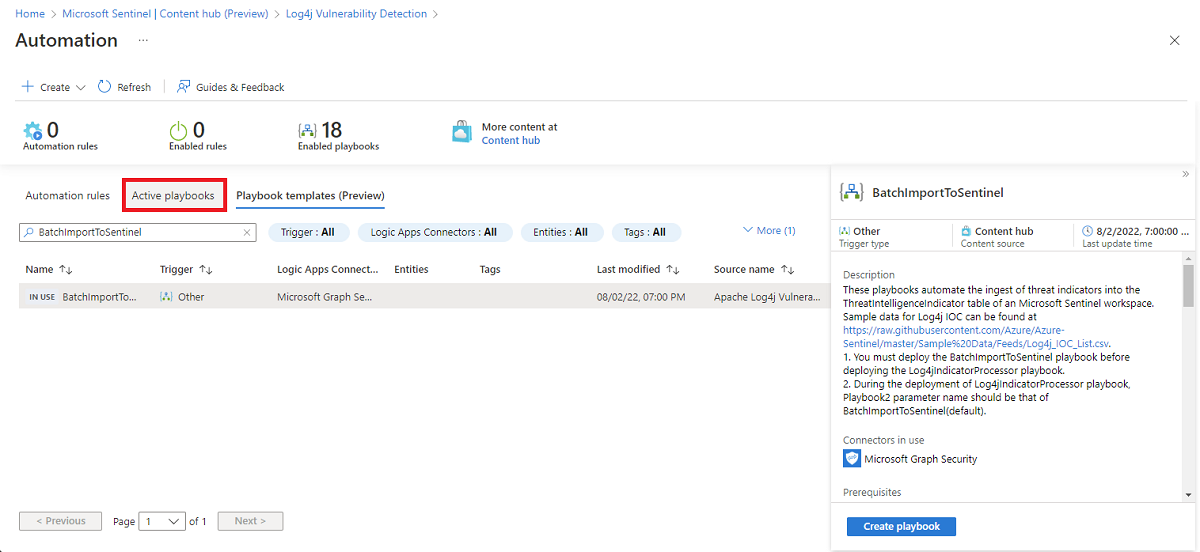 Home > Microsoft Sentinel | Content hub (Preview) > Log4j Vulnerability Detection >
Automation ...
Create Refresh Guides & Feedback
0
Automation rules
0
Enabled rules
18
Enabled playbooks
More content at
Content hub
Automation rules Active playbooks Playbook templates (Preview)
BatchImportToSentinel
Trigger : All Logic Apps Connectors : All Entities : All Tags : All More (1)
Name Trigger Logic Apps Connect... Entities Tags Last modified Source name
IN USE BatchImportTo... Other Microsoft Graph Se... 08/02/22, 07:00 PM Apache Log4j Vulnera...
< Previous Page 1 of 1 Next >
BatchImportToSentinel
Other
Trigger type
Content hub
Content source
8/2/2022, 7:00:00 ...
Last update time
Description
These playbooks automate the ingest of threat indicators into the
ThreatIntelligenceIndicator table of an Microsoft Sentinel workspace.
Sample data for Log4j IOC can be found at
https://raw.githubusercontent.com/Azure/Azure-
Sentinel/master/Sample%20Data/Feeds/Log4j_IOC_List.csv.
1. You must deploy the BatchImportToSentinel playbook before
deploying the Log4jIndicatorProcessor playbook.
2. During the deployment of Log4jIndicatorProcessor playbook,
Playbook2 parameter name should be that of
BatchImportToSentinel(default).
Connectors in use
Microsoft Graph Security
Prerequisites
Create playbook